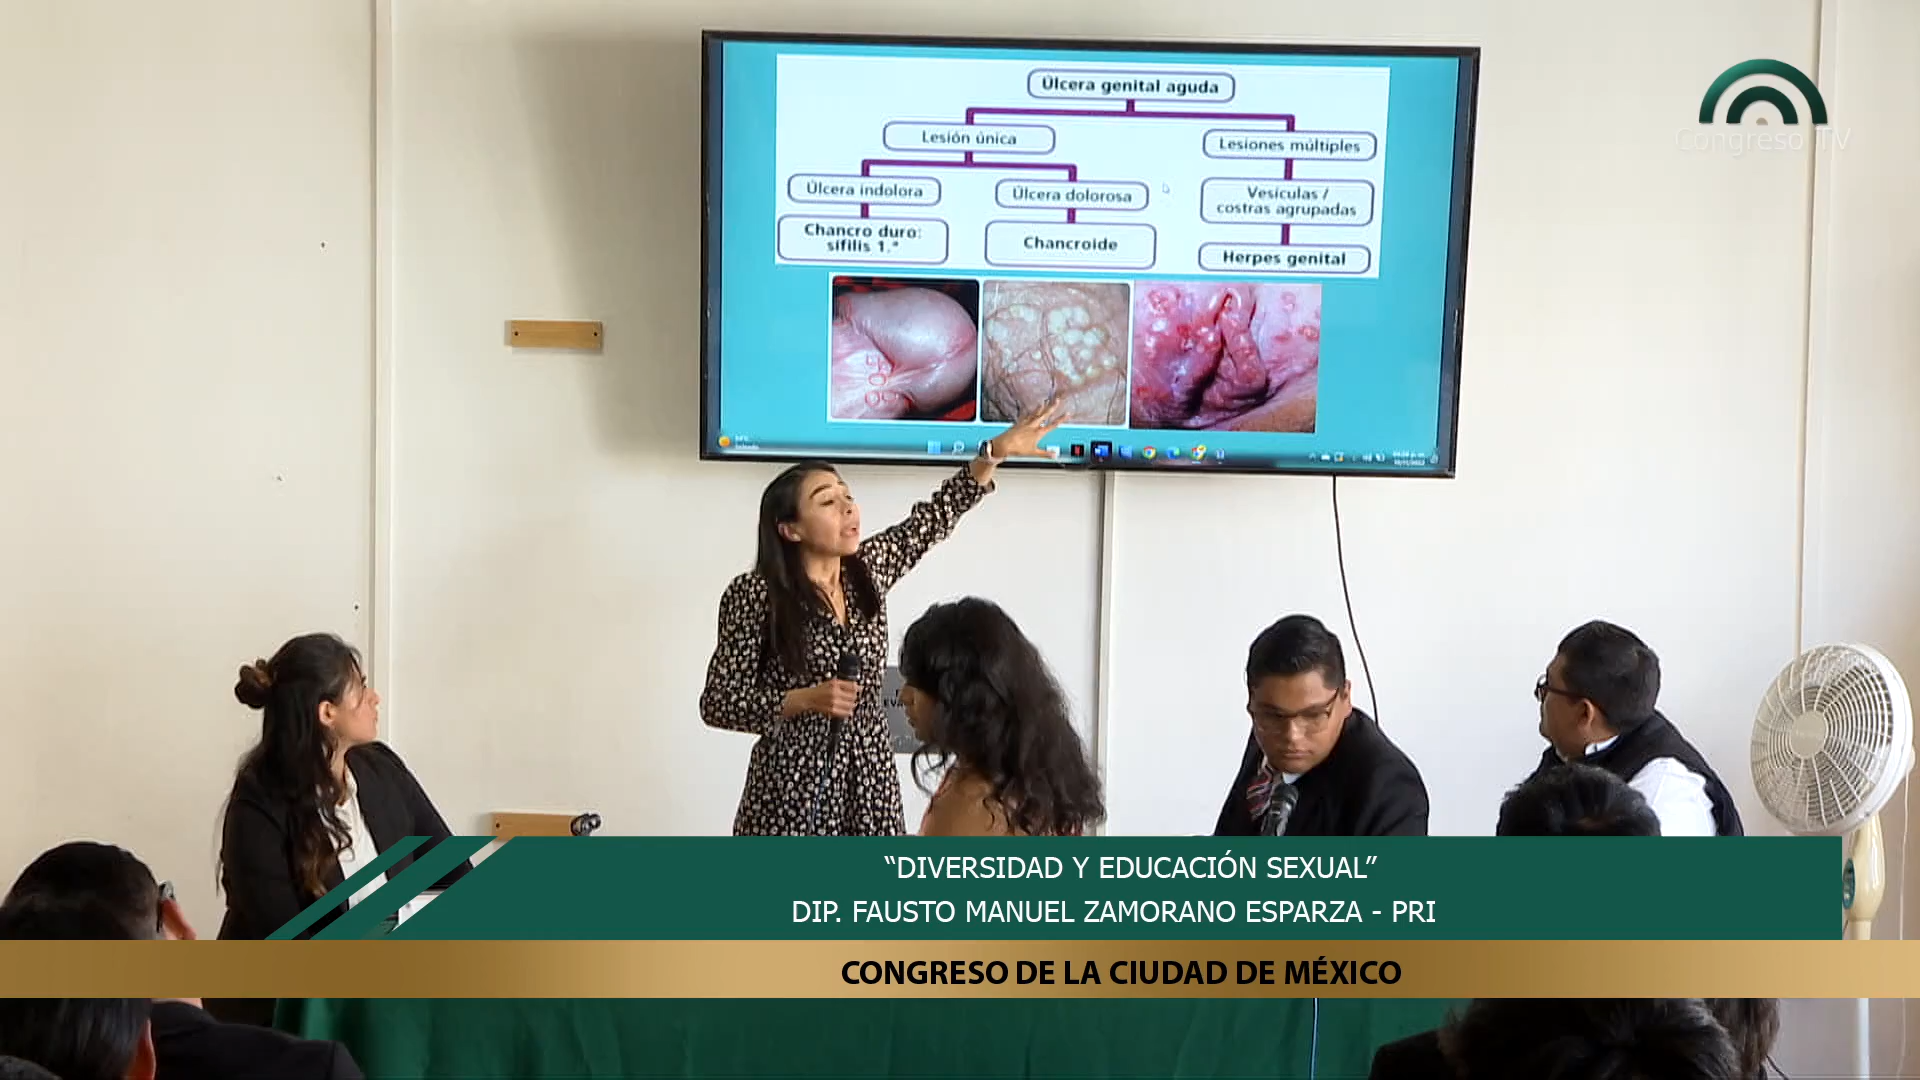 Úlcera genital aguda
Lesión única
Lesiones múltiples
Úlcera indolora
Úlcera dolorosa
Vesículas /
costras agrupadas
Chancro duro:
sífilis 1.ª
Chancroide
Herpes genital
Congreso TV
“DIVERSIDAD Y EDUCACIÓN SEXUAL”
DIP. FAUSTO MANUEL ZAMORANO ESPARZA - PRI
CONGRESO DE LA CIUDAD DE MÉXICO